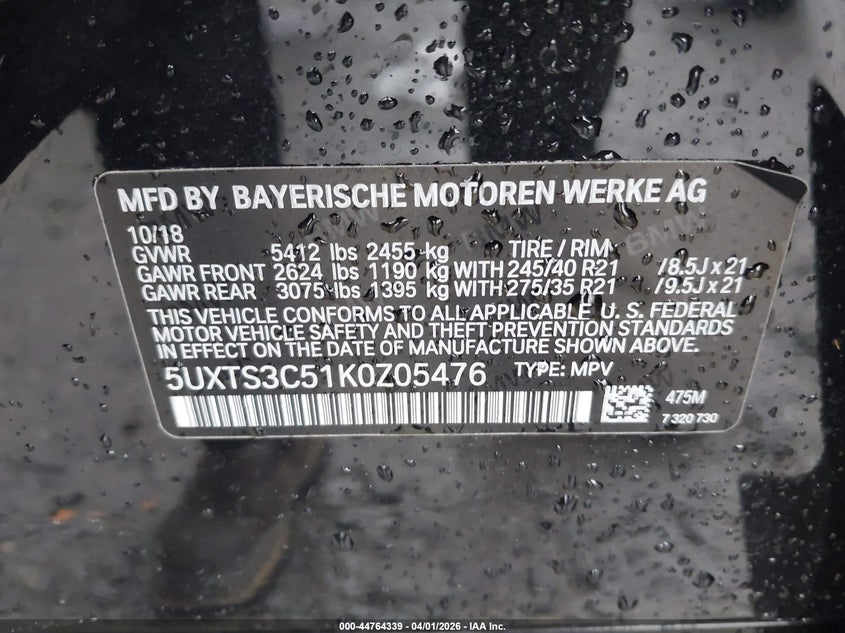 MFD BY BAYERISCHE MOTOREN WERKE AG
10/18
GVWR 5412 lbs 2455 kg TIRE / RIM
GAWR FRONT 2624 lbs 1190 kg WITH 245/40 R21 /8.5J x 21
GAWR REAR 3075 lbs 1395 kg WITH 275/35 R21 /9.5J x 21
THIS VEHICLE CONFORMS TO ALL APPLICABLE U. S. FEDERAL
MOTOR VEHICLE SAFETY AND THEFT PREVENTION STANDARDS
IN EFFECT ON THE DATE OF MANUFACTURE SHOWN ABOVE.
5UXTS3C51K0Z05476 TYPE: MPV
475M
7 320 730
000-44764339 - 04/01/2026 - IAA Inc.